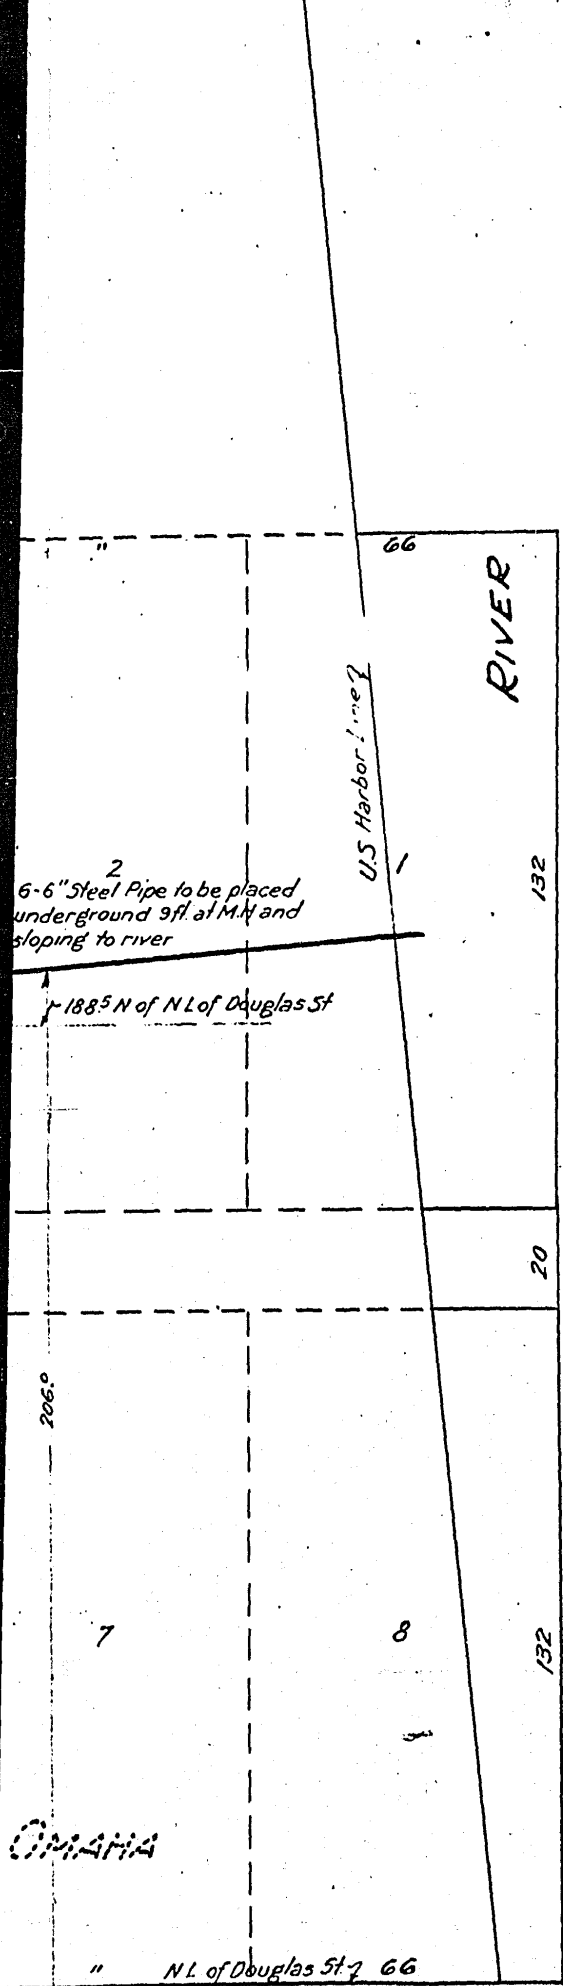 " 66
RIVER
U.S Harbor Line
132
2 1
6-6" Steel Pipe to be placed
underground 9ft. at M.H and
sloping to river
188.5 N of N L of Douglas St
20
206.0
7 8
132
OMAHA
" N L of Douglas St. 66